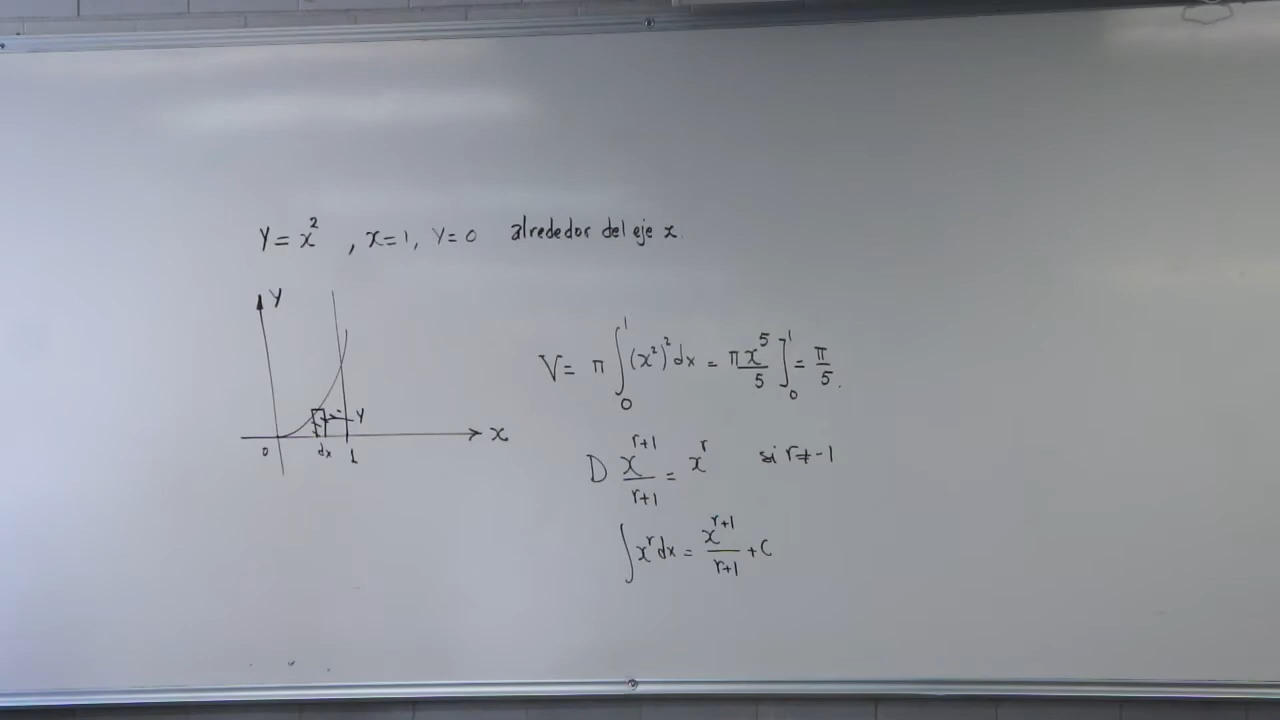 y = x² , x=1, y=0 alrededor del eje x.
y
V = π ∫₀¹ (x²)² dx = πx⁵/5 ]₀¹ = π/5.
y
x
0 dx 1
D x^(r+1)/(r+1) = x^r si r≠-1
∫ x^r dx = x^(r+1)/(r+1) + C